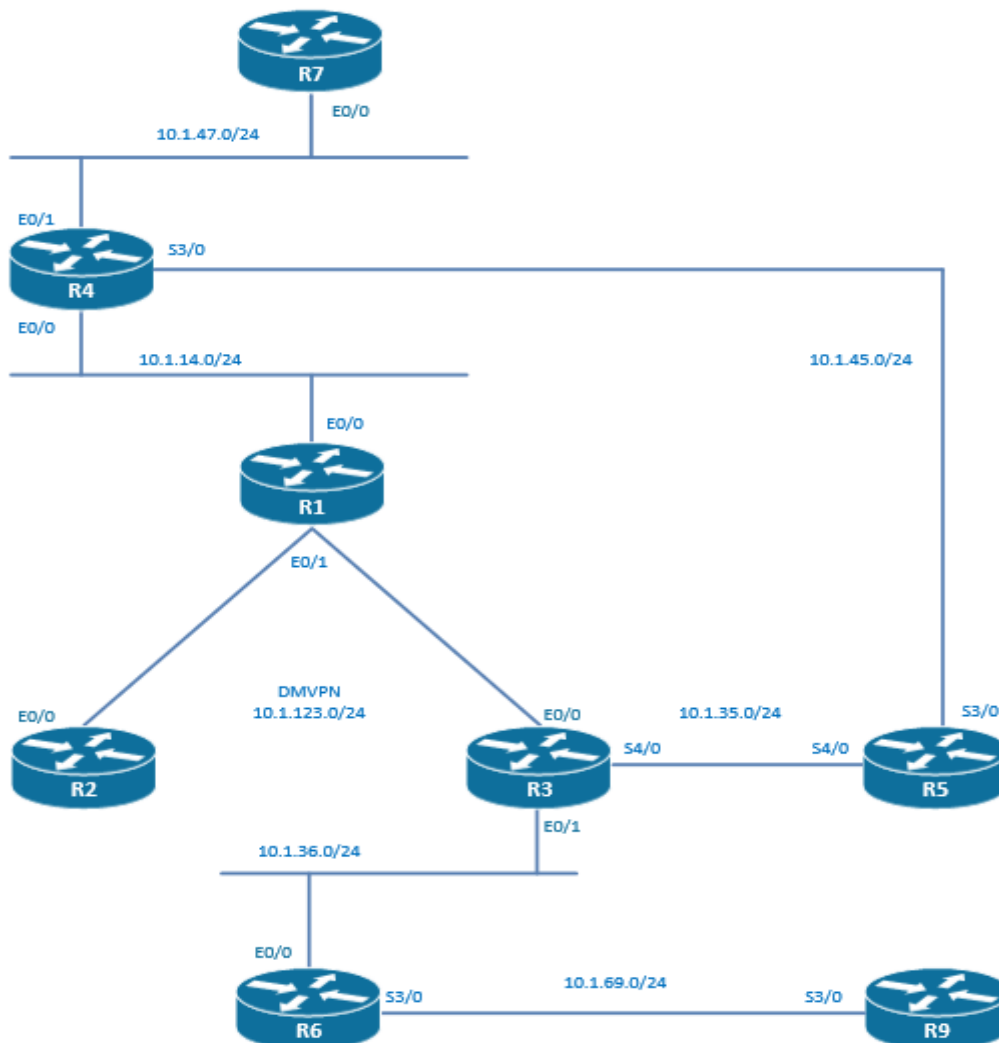 R7
E0/0
10.1.47.0/24
E0/1
S3/0
R4
E0/0
10.1.14.0/24
10.1.45.0/24
E0/0
R1
E0/1
DMVPN
10.1.123.0/24
E0/0
R2
E0/0
10.1.35.0/24
S3/0
R3
S4/0
S4/0
R5
E0/1
10.1.36.0/24
E0/0
10.1.69.0/24
R6
S3/0
S3/0
R9